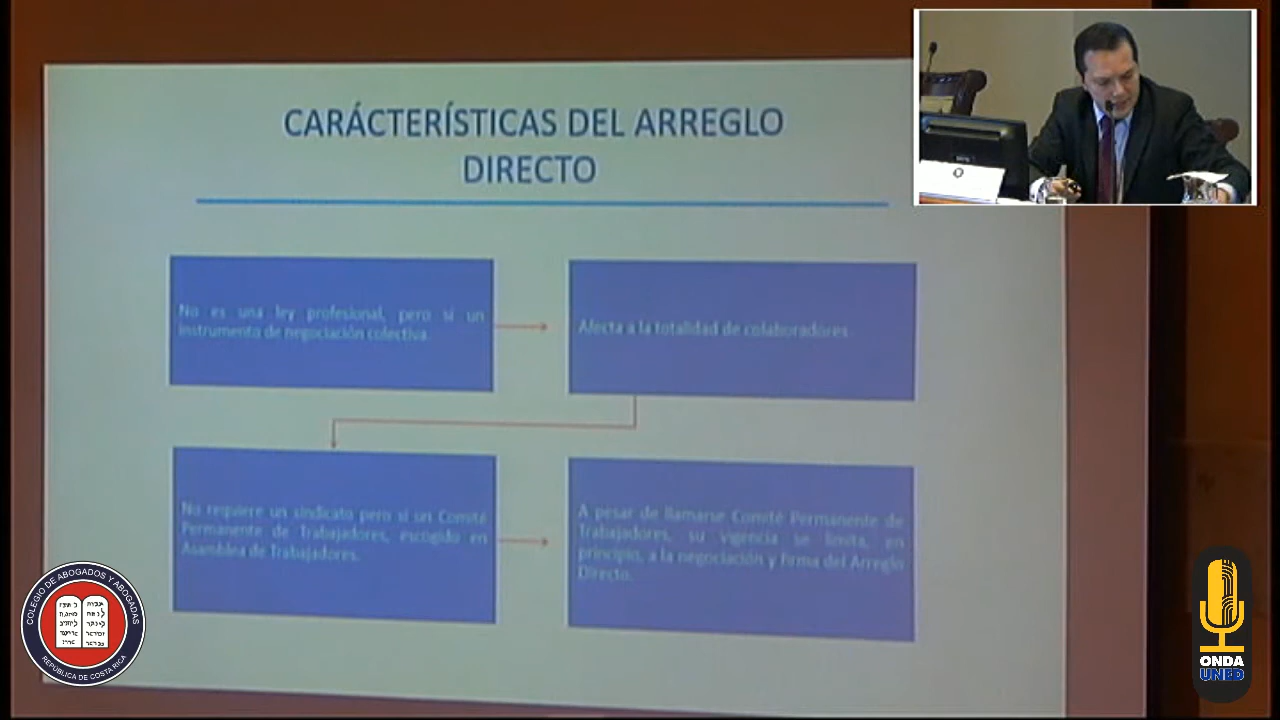 CARÁCTERÍSTICAS DEL ARREGLO
DIRECTO
No es una ley profesional, pero si un
instrumento de negociación colectiva.
Afecta a la totalidad de colaboradores.
No requiere un sindicato pero si un Comité
Permanente de Trabajadores, escogido en
Asamblea de Trabajadores.
A pesar de llamarse Comité Permanente de
Trabajadores, su vigencia se limita, en
principio, a la negociación y firma del Arreglo
Directo.
COLEGIO DE ABOGADOS Y ABOGADAS
REPÚBLICA DE COSTA RICA
ONDA
UNED